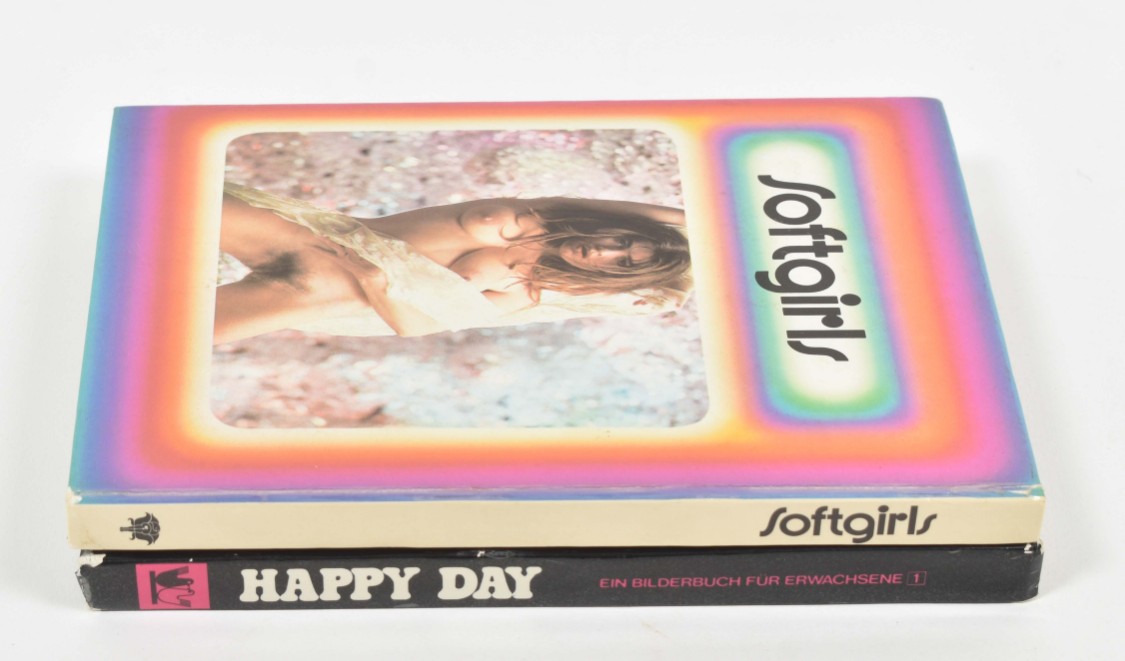 Softgirls
Softgirls
HAPPY DAY
EIN BILDERBUCH FÜR ERWACHSENE 1